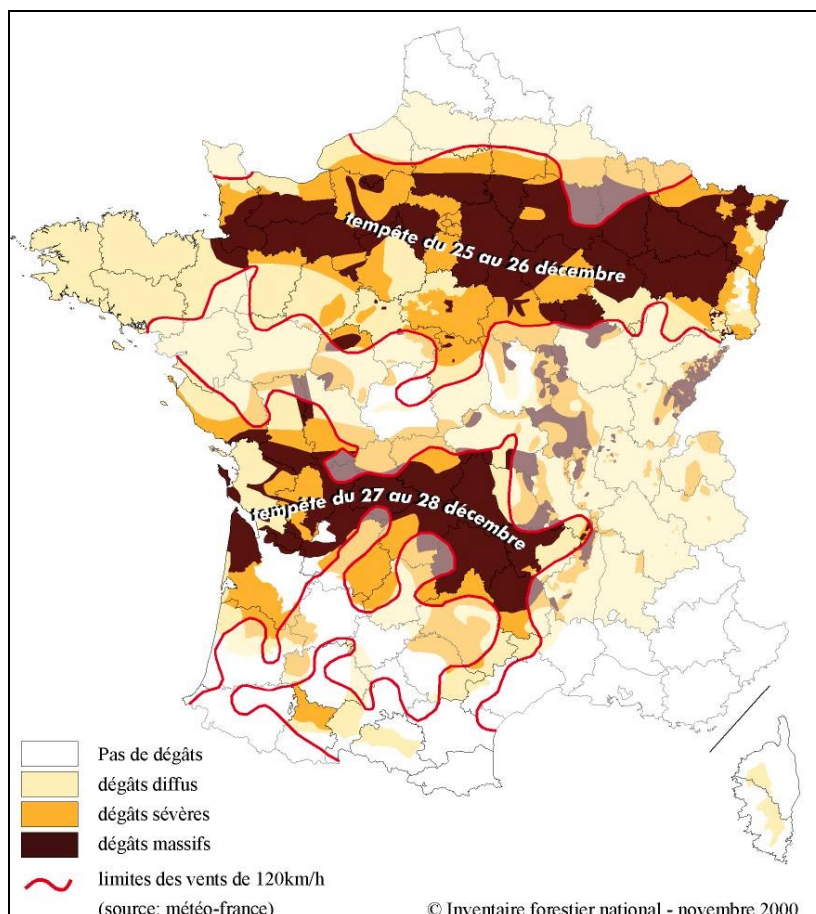 tempête du 25 au 26 décembre
tempête du 27 au 28 décembre
Pas de dégâts
dégâts diffus
dégâts sévères
dégâts massifs
limites des vents de 120km/h
(source: météo-france)
© Inventaire forestier national - novembre 2000